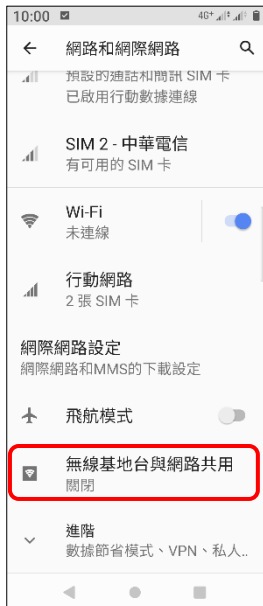 10:00 4G+
網路和網際網路
預設的通話和簡訊 SIM 卡
已啟用行動數據連線
SIM 2 - 中華電信
有可用的 SIM 卡
Wi-Fi
未連線
行動網路
2 張 SIM 卡
網際網路設定
網際網路和MMS的下載設定
飛航模式
無線基地台與網路共用
關閉
進階
數據節省模式、VPN、私人..